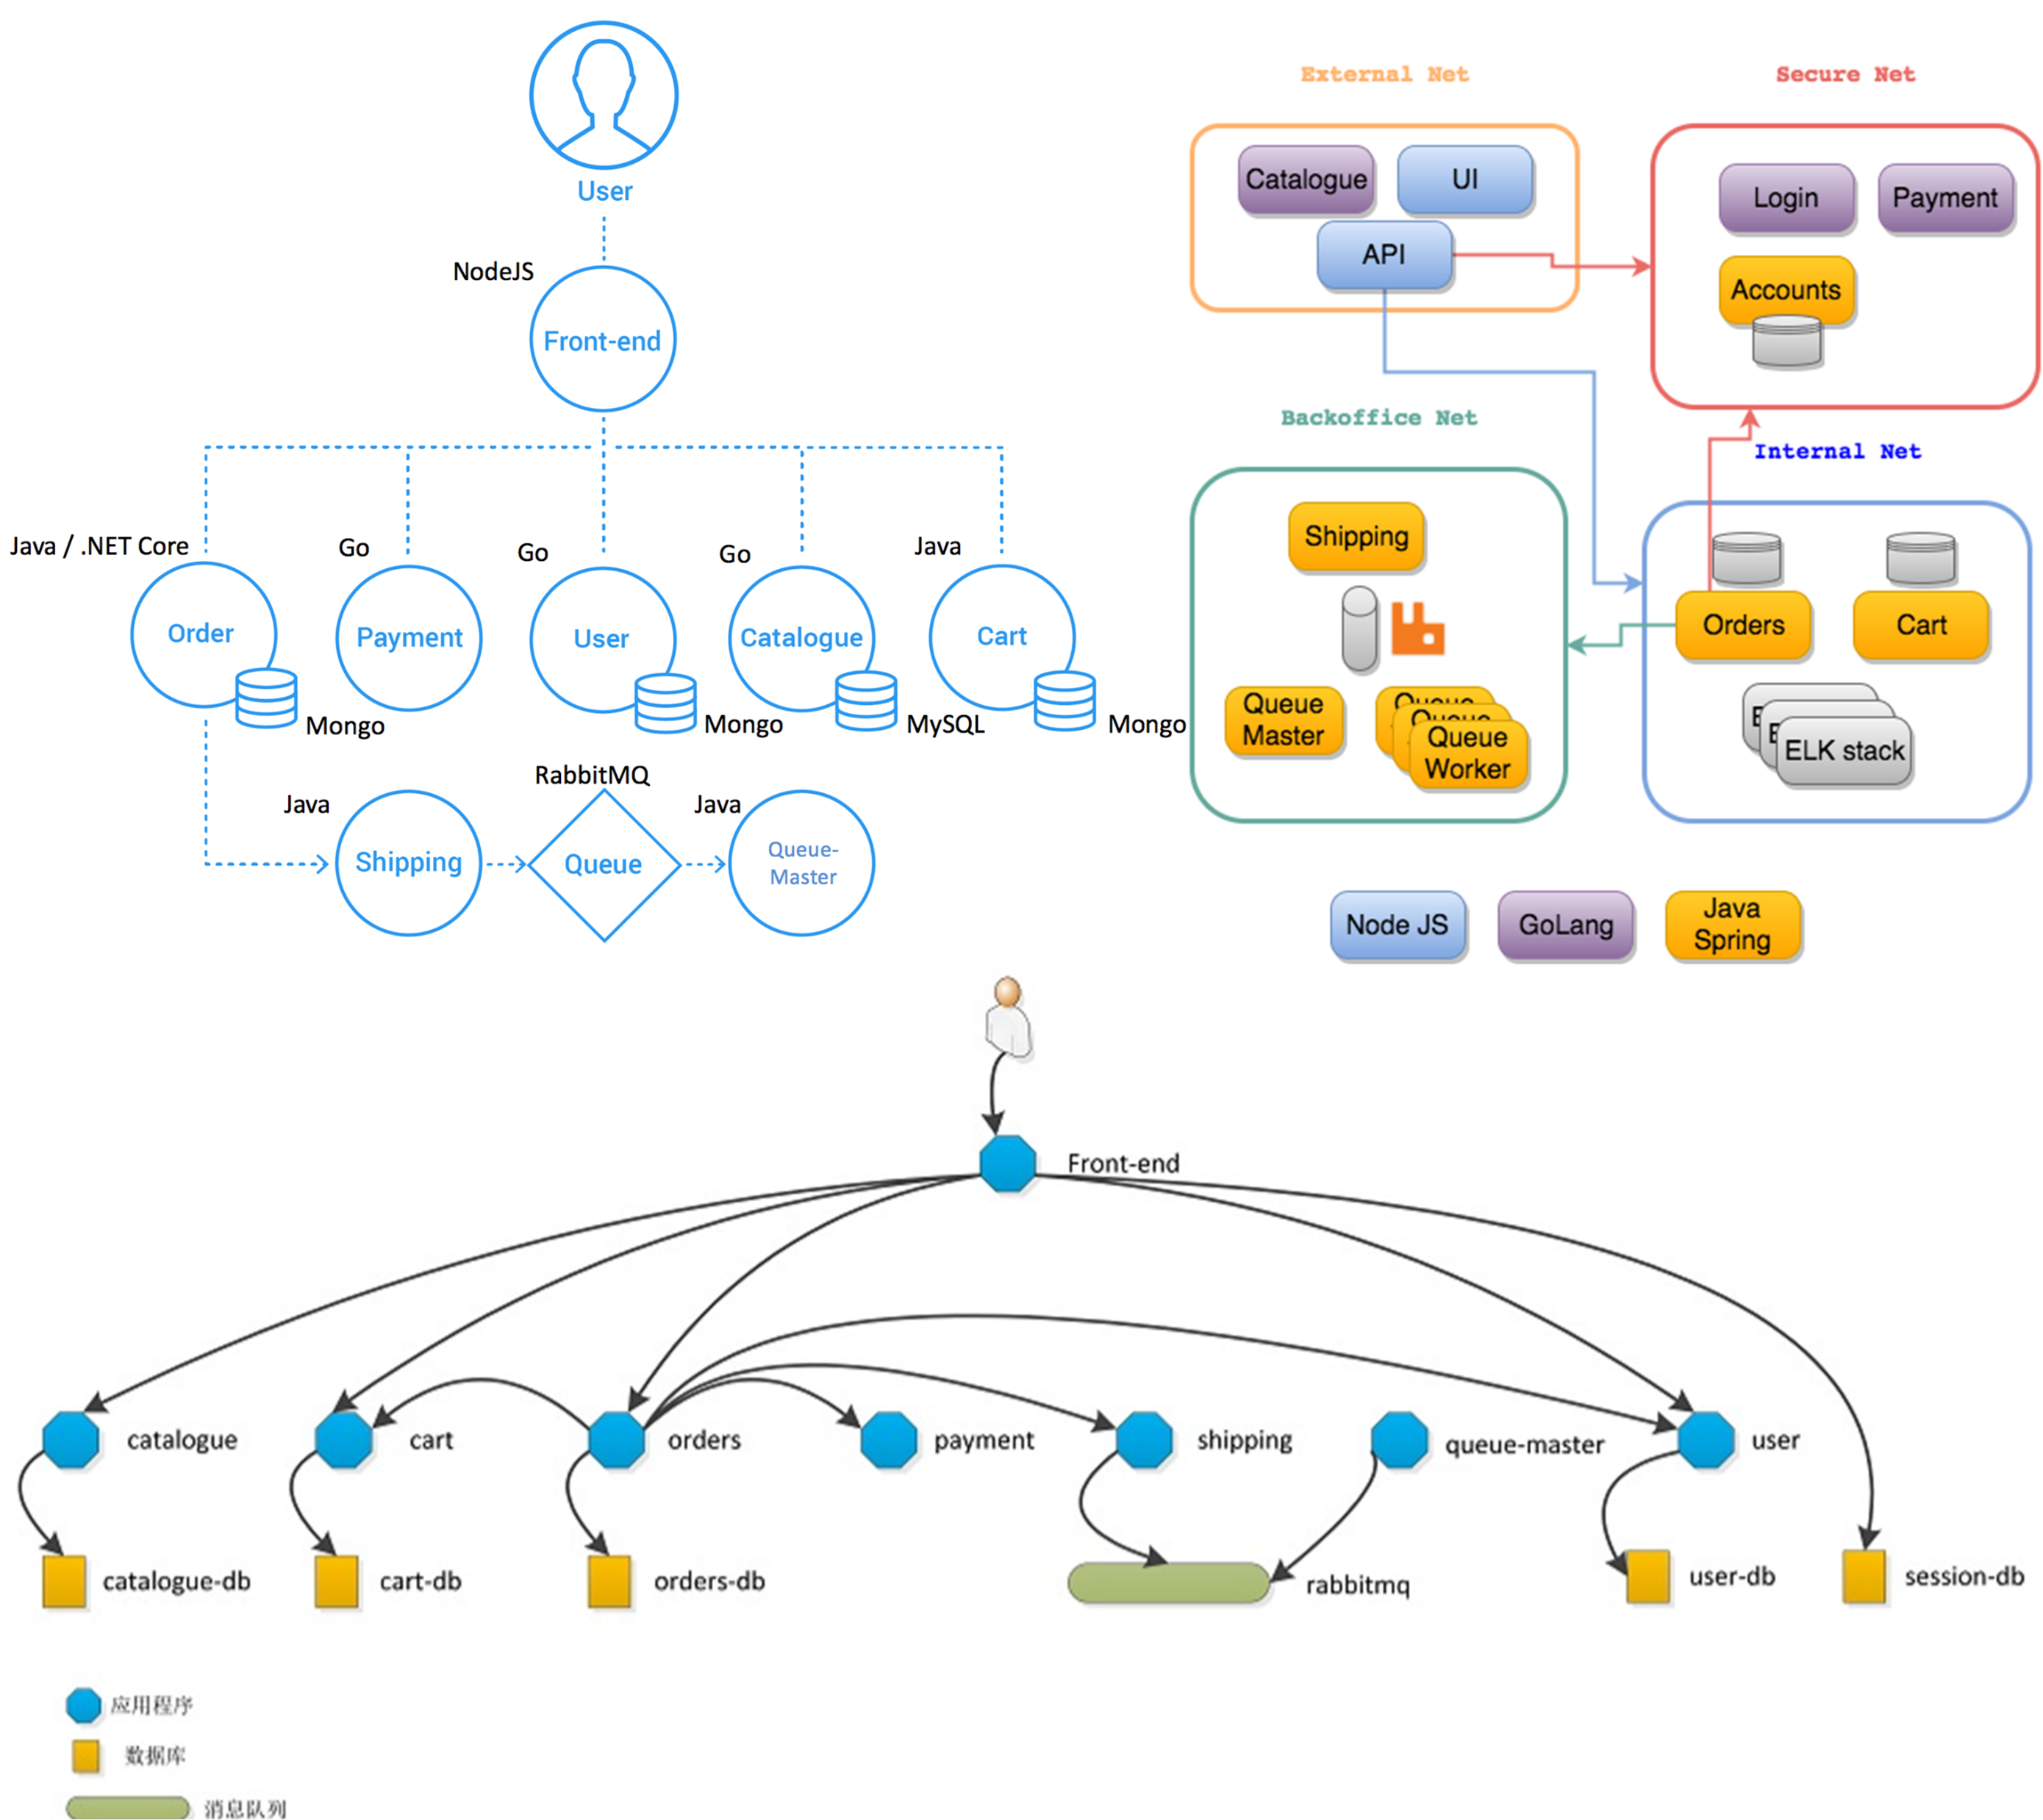 User
NodeJS
Front-end
Java / .NET Core
Go
Go
Go
Java
Order
Payment
User
Catalogue
Cart
Mongo
Mongo
MySQL
Mongo
RabbitMQ
Java
Java
Shipping
Queue
Queue-
Master
External Net
Secure Net
Catalogue
UI
API
Login
Payment
Accounts
Backoffice Net
Internal Net
Shipping
Orders
Cart
Queue
Master
Queue
Queue
Queue
Worker
E
E
ELK stack
Node JS
GoLang
Java
Spring
Front-end
catalogue
cart
orders
payment
shipping
queue-master
user
catalogue-db
cart-db
orders-db
rabbitmq
user-db
session-db
应用程序
数据库
消息队列